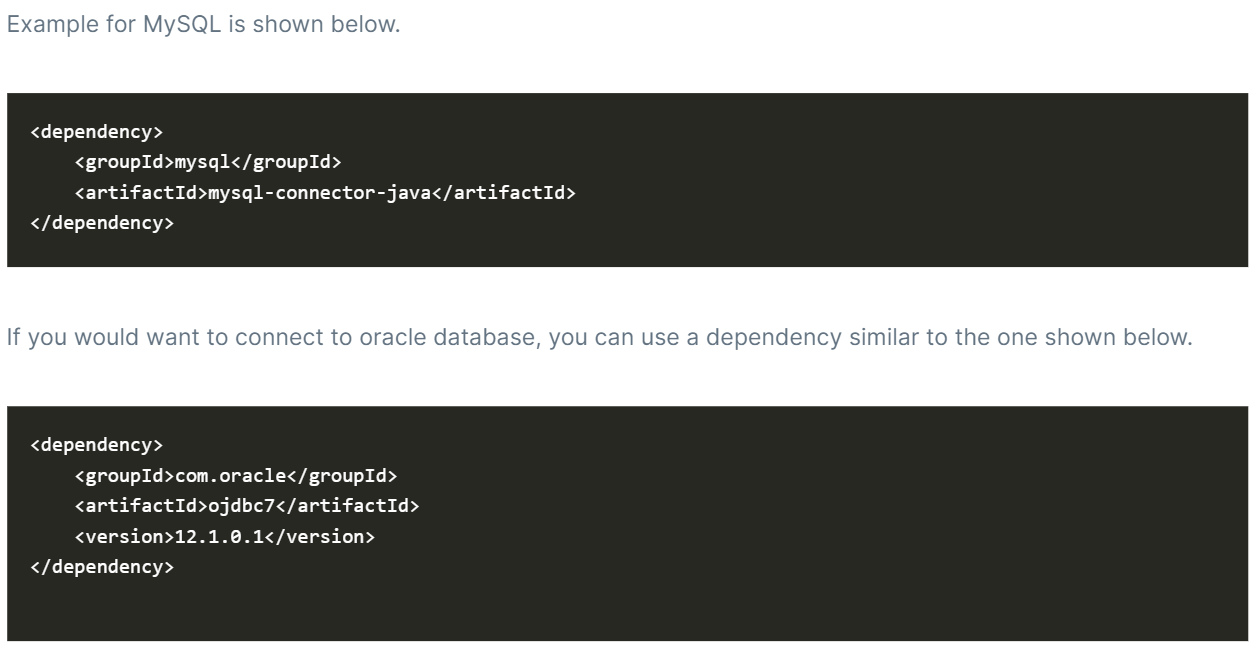 Example for MySQL is shown below.
<dependency>
    <groupId>mysql</groupId>
    <artifactId>mysql-connector-java</artifactId>
</dependency>
If you would want to connect to oracle database, you can use a dependency similar to the one shown below.
<dependency>
    <groupId>com.oracle</groupId>
    <artifactId>ojdbc7</artifactId>
    <version>12.1.0.1</version>
</dependency>